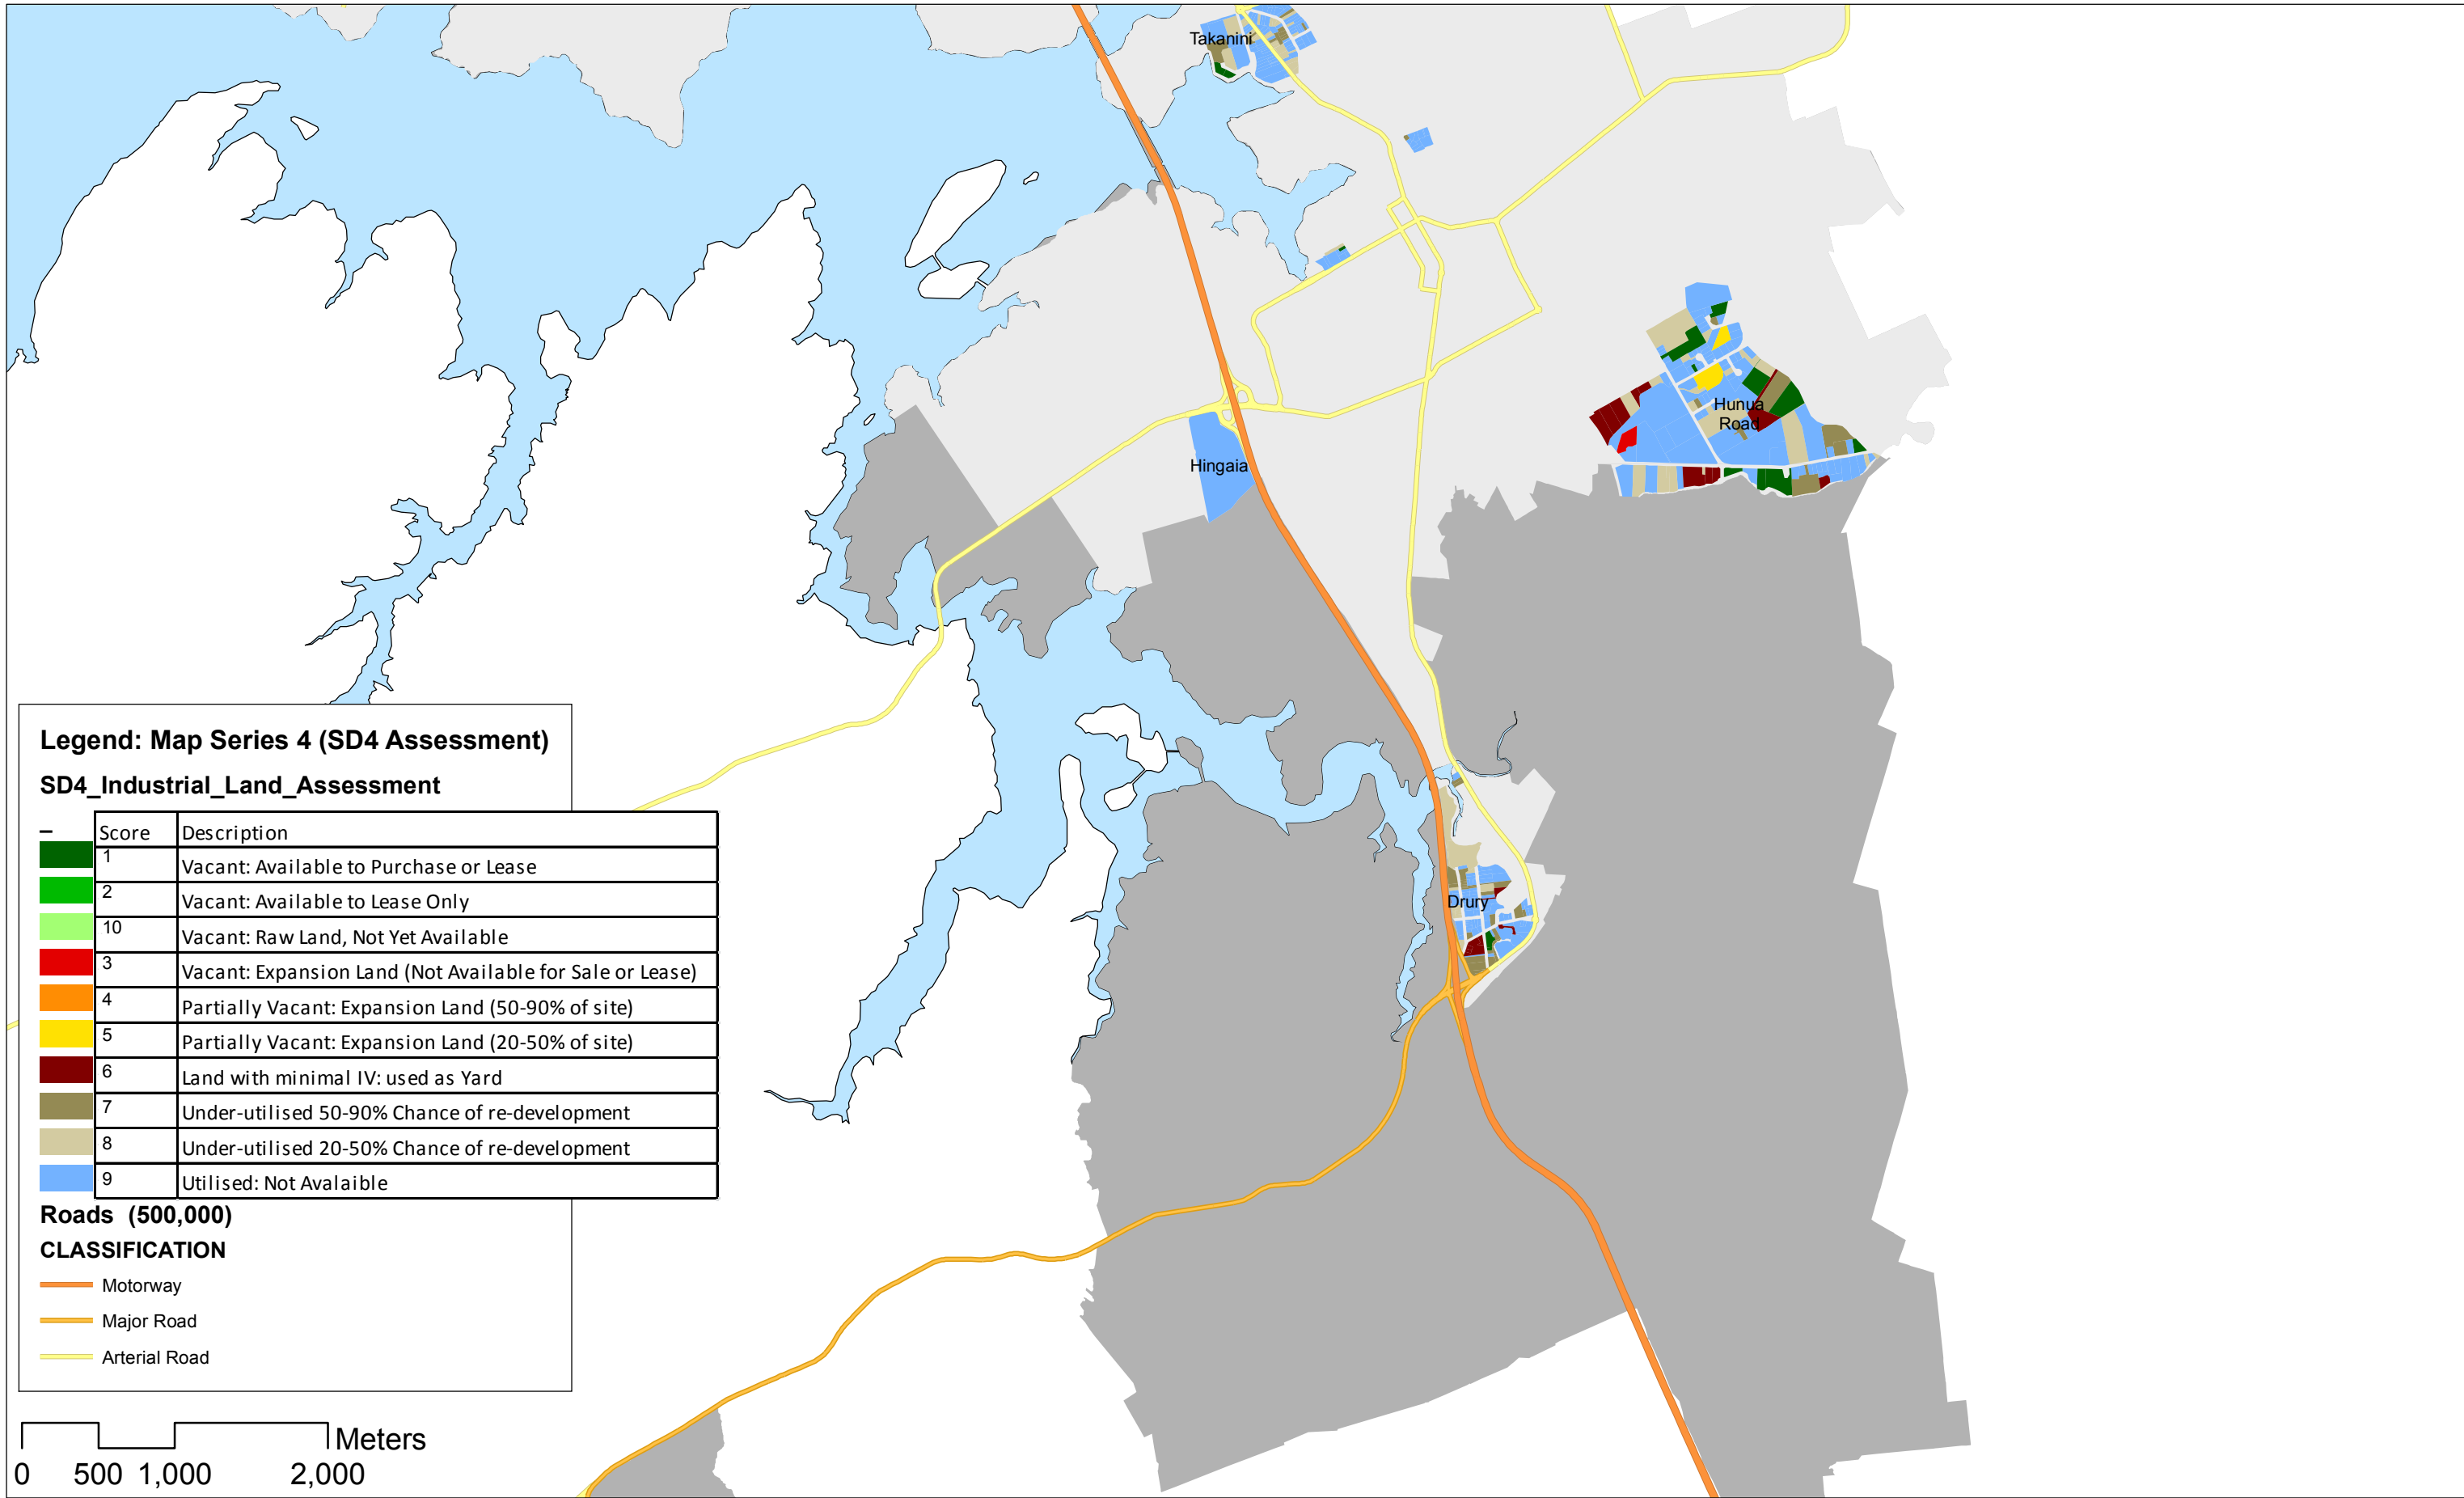 Takanini
Hunua
Road
Hingaia
Drury
Legend: Map Series 4 (SD4 Assessment)
SD4_Industrial_Land_Assessment
Score Description
1 Vacant: Available to Purchase or Lease
2 Vacant: Available to Lease Only
10 Vacant: Raw Land, Not Yet Available
3 Vacant: Expansion Land (Not Available for Sale or Lease)
4 Partially Vacant: Expansion Land (50-90% of site)
5 Partially Vacant: Expansion Land (20-50% of site)
6 Land with minimal IV: used as Yard
7 Under-utilised 50-90% Chance of re-development
8 Under-utilised 20-50% Chance of re-development
9 Utilised: Not Avalaible
Roads (500,000)
CLASSIFICATION
Motorway
Major Road
Arterial Road
Meters
0 500 1,000 2,000